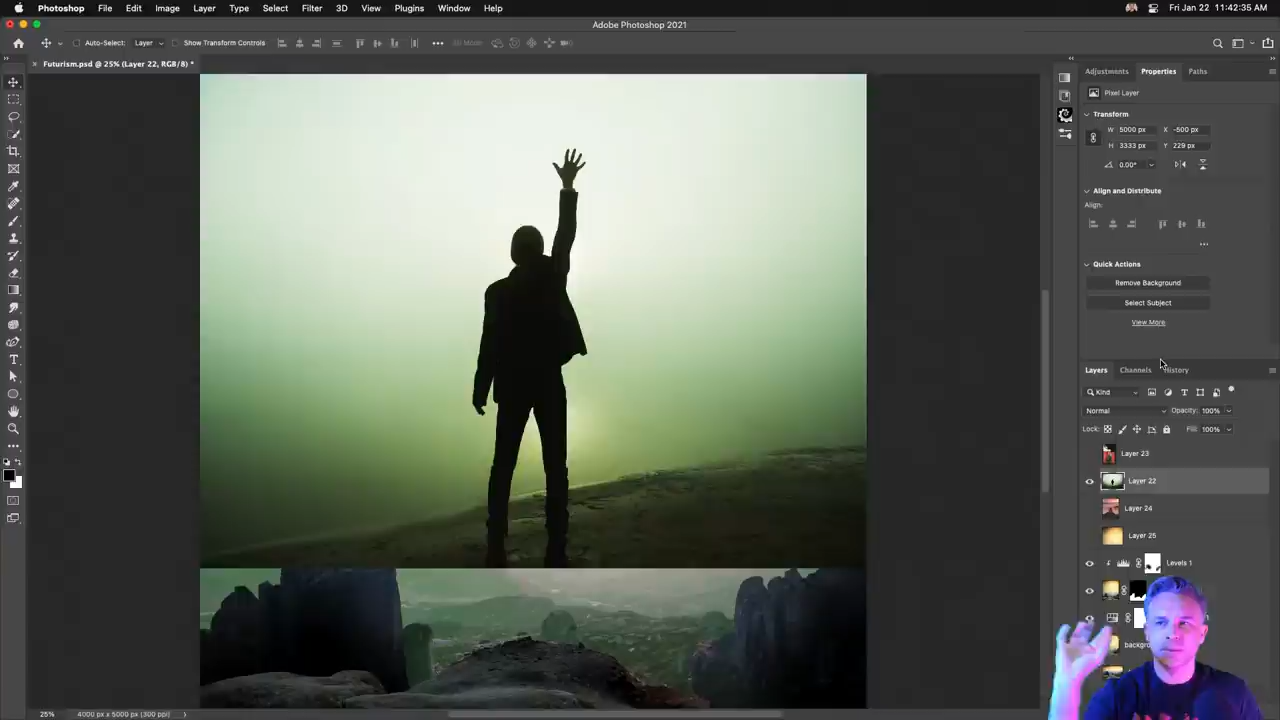 Photoshop File Edit Image Layer Type Select Filter 3D View Plugins Window Help Fri Jan 22 11:42:35 AM
Adobe Photoshop 2021
Auto-Select: Layer Show Transform Controls 3D Mode:
× Futurism.psd @ 25% (Layer 22, RGB/8) *
Adjustments Properties Paths
Pixel Layer
Transform
W 5000 px X -500 px
H 3333 px Y 229 px
0.00°
Align and Distribute
Align:
Quick Actions
Remove Background
Select Subject
View More
Layers Channels History
Kind
Normal Opacity: 100%
Lock: Fill: 100%
Layer 23
Layer 22
Layer 24
Layer 25
Levels 1
25% 4000 px x 5000 px (300 ppi)